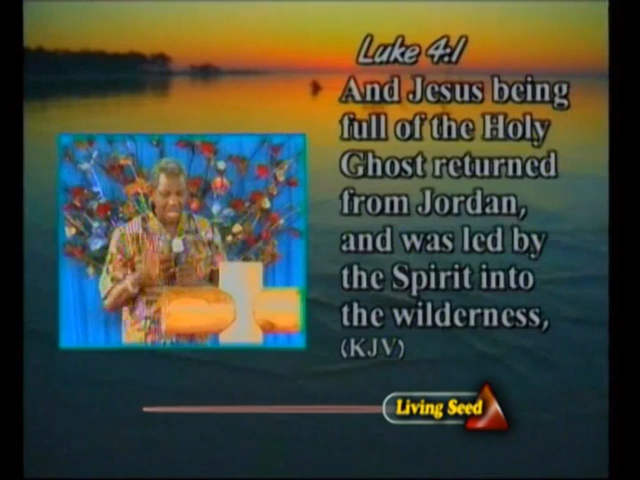 Luke 4:1
And Jesus being
full of the Holy
Ghost returned
from Jordan,
and was led by
the Spirit into
the wilderness,
(KJV)
Living Seed